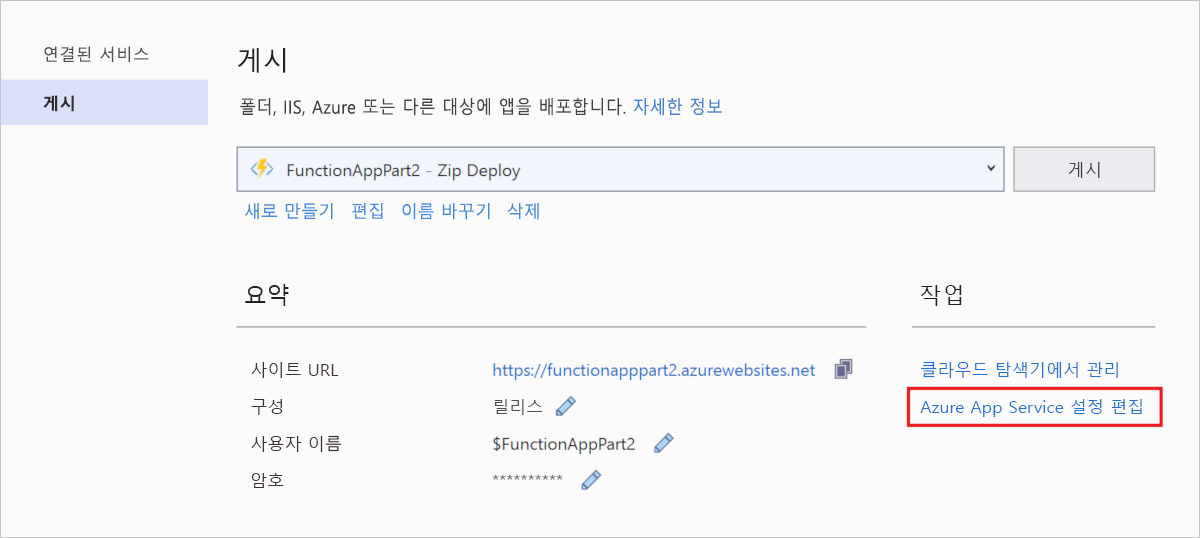 연결된 서비스
게시
게시
폴더, IIS, Azure 또는 다른 대상에 앱을 배포합니다. 자세한 정보
FunctionAppPart2 - Zip Deploy
게시
새로 만들기 편집 이름 바꾸기 삭제
요약
사이트 URL https://functionapppart2.azurewebsites.net
구성 릴리스
사용자 이름 $FunctionAppPart2
암호 **********
작업
클라우드 탐색기에서 관리
Azure App Service 설정 편집